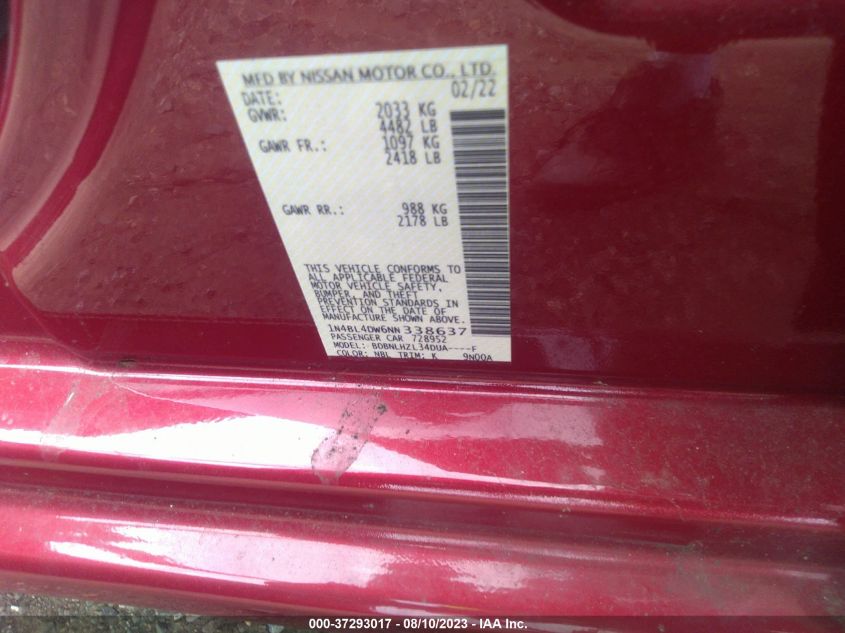 MFD BY NISSAN MOTOR CO., LTD.
DATE: 02/22
GVWR: 2033 KG
4482 LB
GAWR FR.: 1097 KG
2418 LB
GAWR RR.: 988 KG
2178 LB
THIS VEHICLE CONFORMS TO
ALL APPLICABLE FEDERAL
MOTOR VEHICLE SAFETY,
BUMPER, AND THEFT
PREVENTION STANDARDS IN
EFFECT ON THE DATE OF
MANUFACTURE SHOWN ABOVE.
1N4BL4DW6NN338637
PASSENGER CAR 728952
MODEL: BDBNLHZL34DUA----F
COLOR: NBL TRIM: K 9N00A
000-37293017 - 08/10/2023 - IAA Inc.